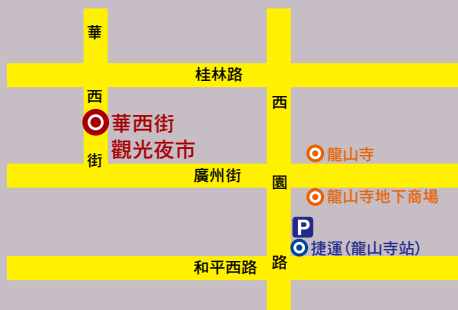 華西街
桂林路
西園路
華西街
觀光夜市
龍山寺
廣州街
龍山寺地下商場
P
捷運(龍山寺站)
和平西路